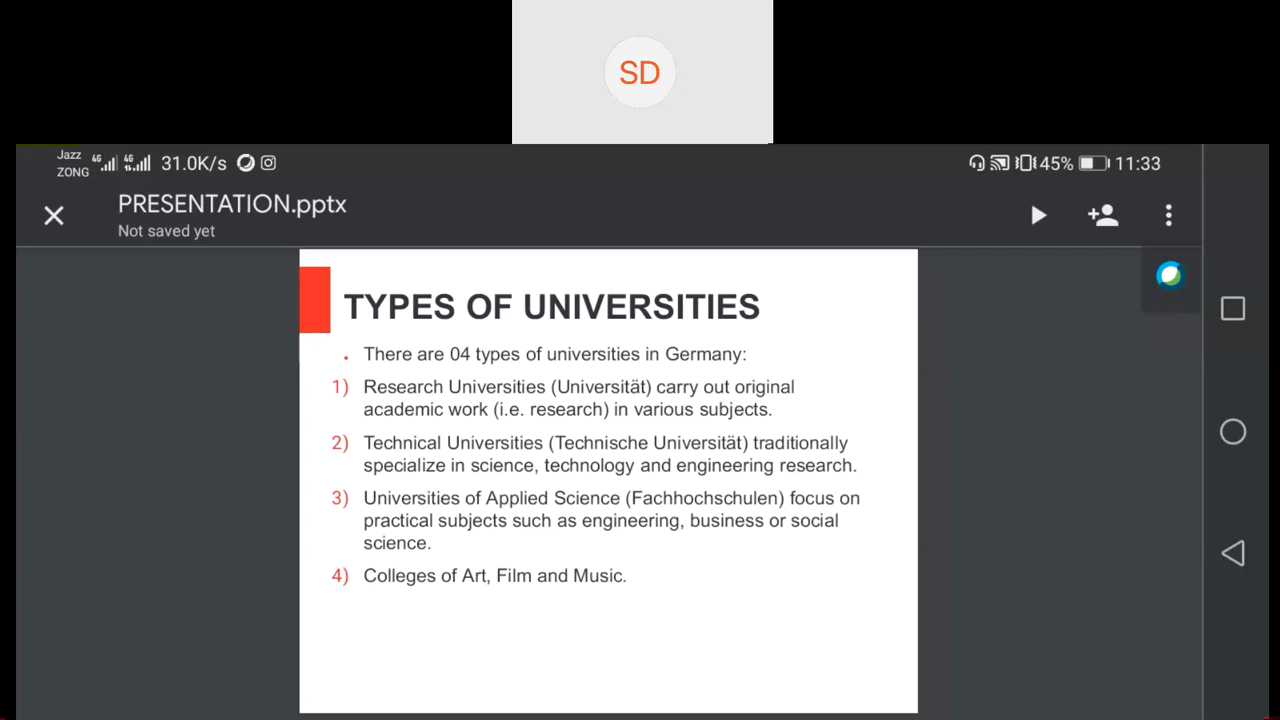 SD
Jazz
ZONG
4G 4G 31.0K/s 45% 11:33
PRESENTATION.pptx
Not saved yet
TYPES OF UNIVERSITIES
. There are 04 types of universities in Germany:
1) Research Universities (Universität) carry out original
academic work (i.e. research) in various subjects.
2) Technical Universities (Technische Universität) traditionally
specialize in science, technology and engineering research.
3) Universities of Applied Science (Fachhochschulen) focus on
practical subjects such as engineering, business or social
science.
4) Colleges of Art, Film and Music.